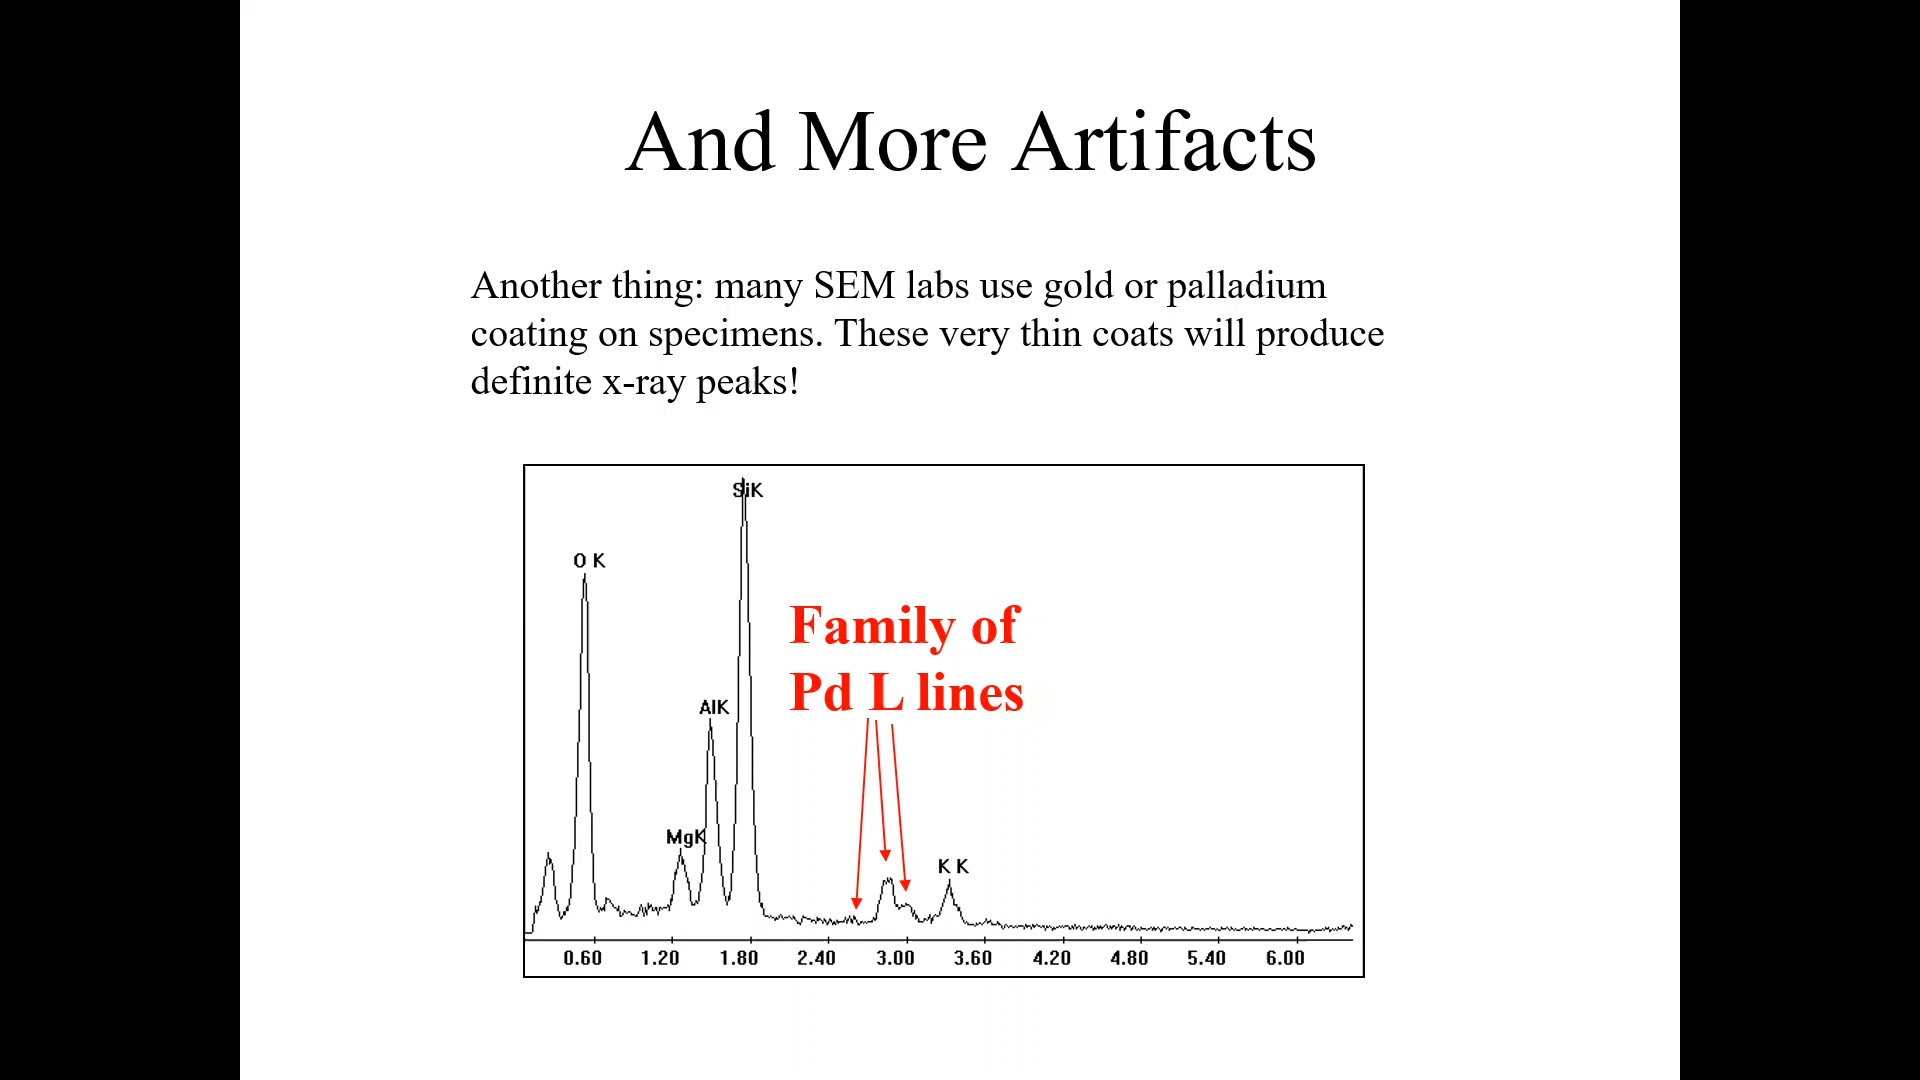 And More Artifacts
Another thing: many SEM labs use gold or palladium
coating on specimens. These very thin coats will produce
definite x-ray peaks!
SiK
O K
Family of
Pd L lines
AlK
MgK
K K
0.60 1.20 1.80 2.40 3.00 3.60 4.20 4.80 5.40 6.00